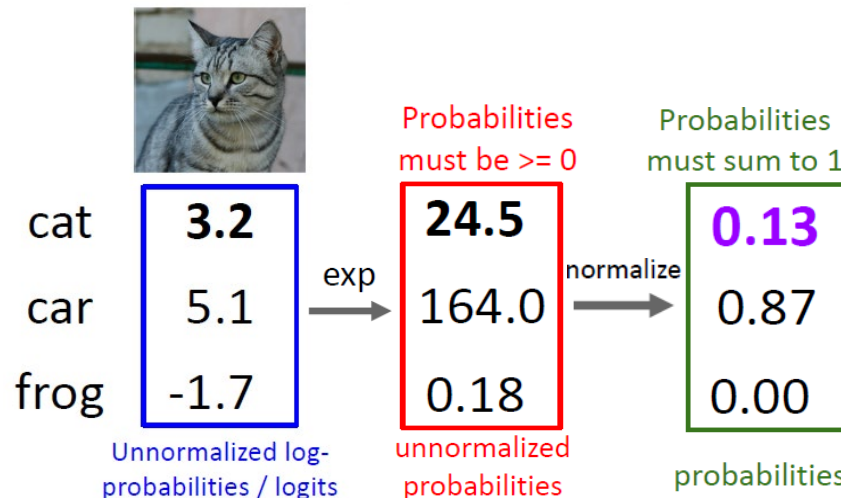 Probabilities
must be >= 0
Probabilities
must sum to 1
cat 3.2 24.5 0.13
exp
normalize
car 5.1 164.0 0.87
frog -1.7 0.18 0.00
Unnormalized log-
probabilities / logits
unnormalized
probabilities
probabilities